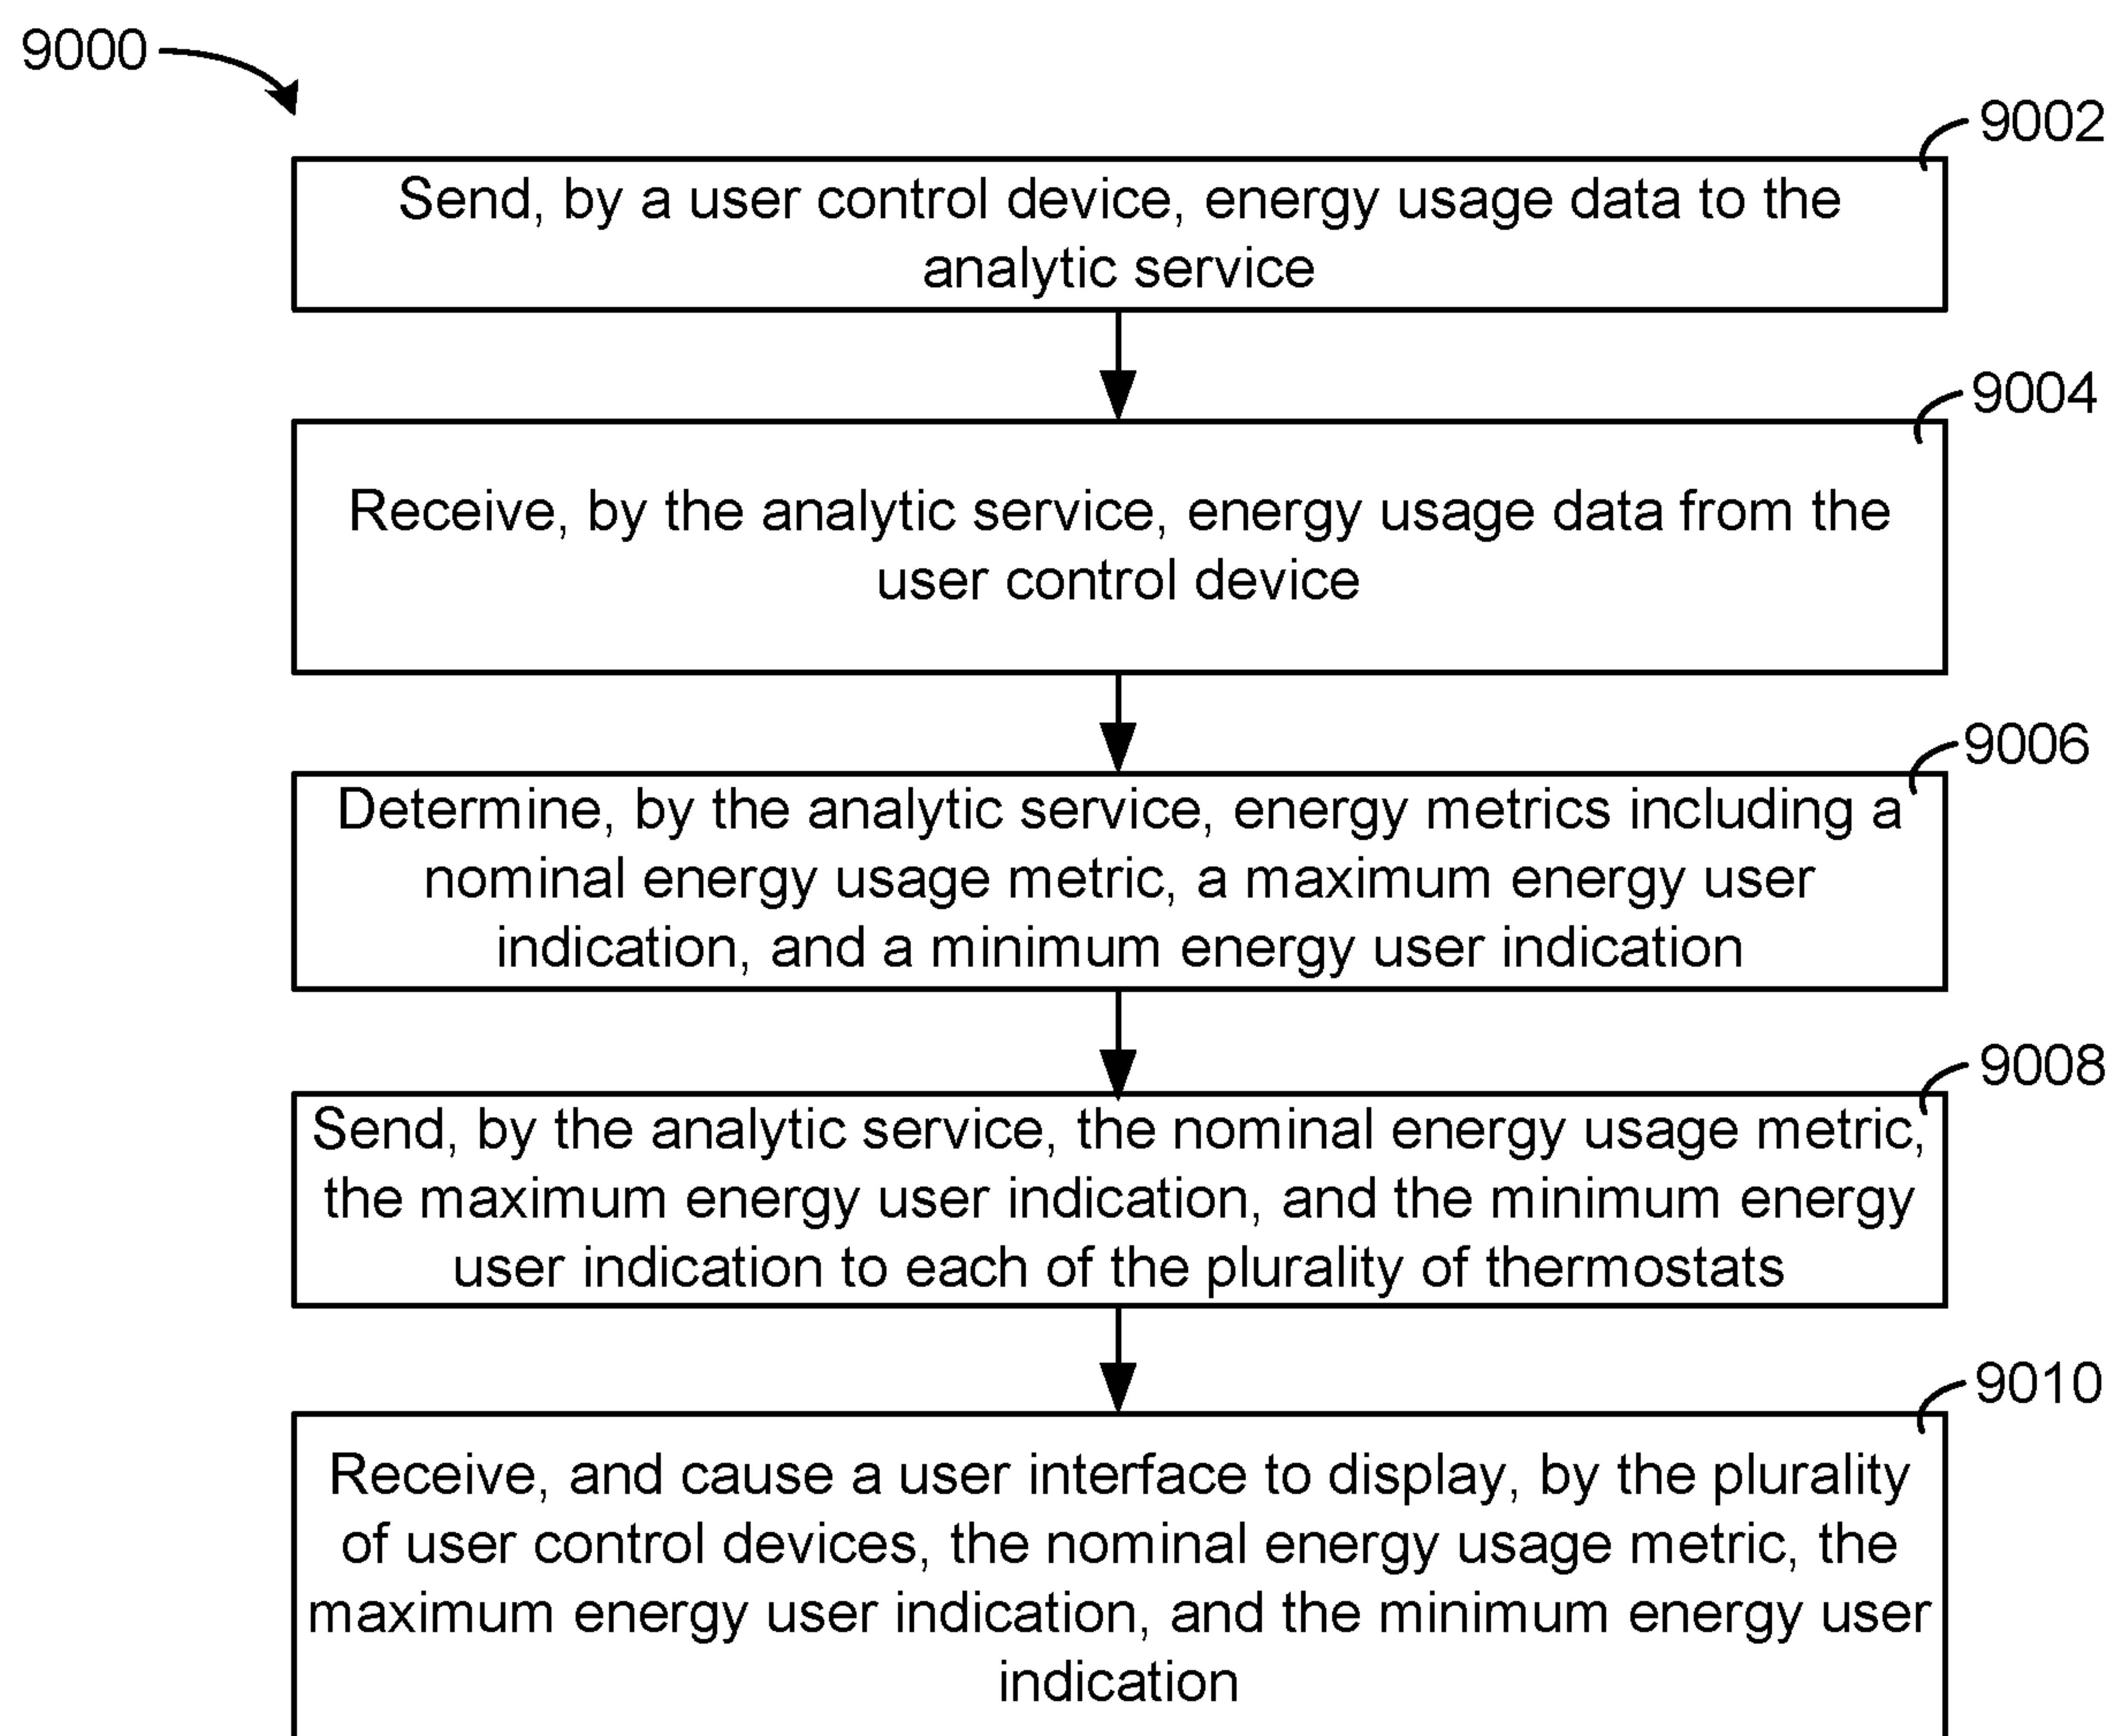 9000
9002
Send, by a user control device, energy usage data to the
analytic service
9004
Receive, by the analytic service, energy usage data from the
user control device
9006
Determine, by the analytic service, energy metrics including a
nominal energy usage metric, a maximum energy user
indication, and a minimum energy user indication
9008
Send, by the analytic service, the nominal energy usage metric,
the maximum energy user indication, and the minimum energy
user indication to each of the plurality of thermostats
9010
Receive, and cause a user interface to display, by the plurality
of user control devices, the nominal energy usage metric, the
maximum energy user indication, and the minimum energy user
indication